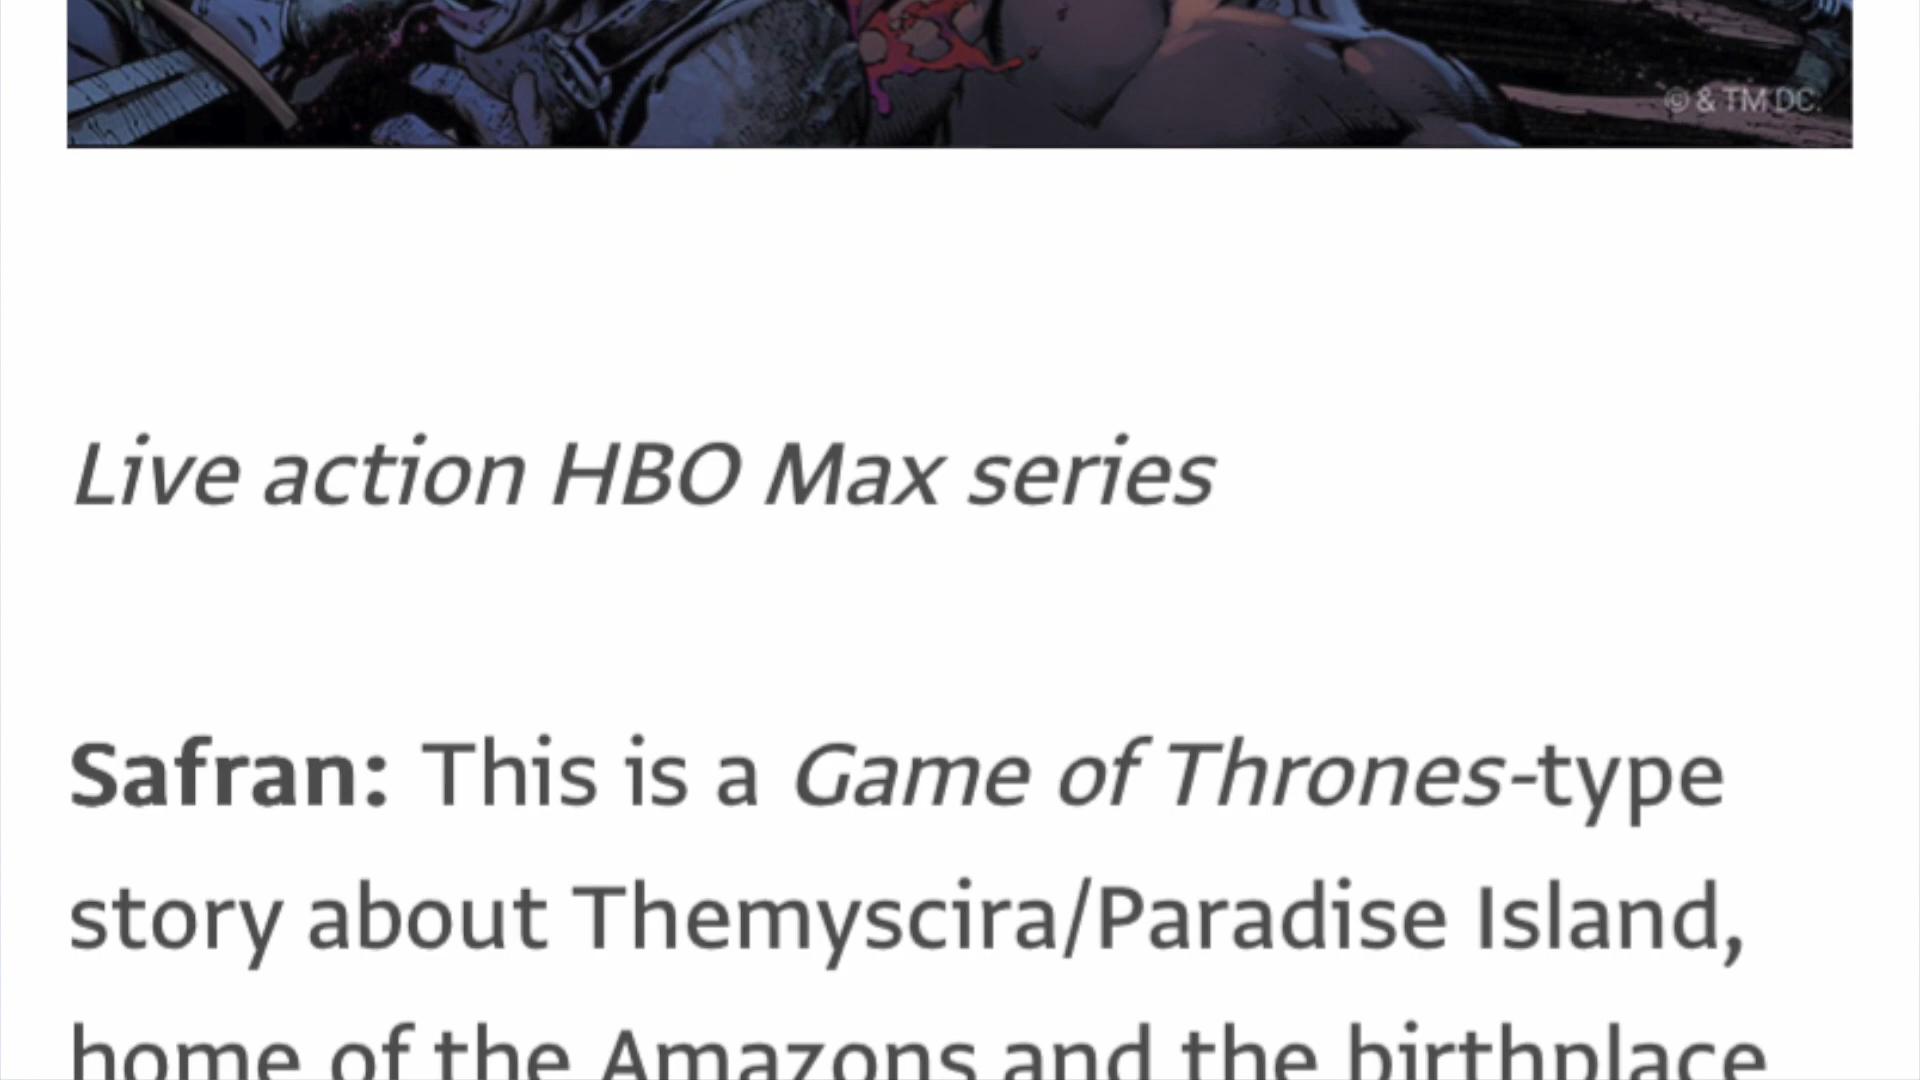 © & TM DC.
Live action HBO Max series
Safran: This is a Game of Thrones-type
story about Themyscira/Paradise Island,
home of the Amazons and the birthplace